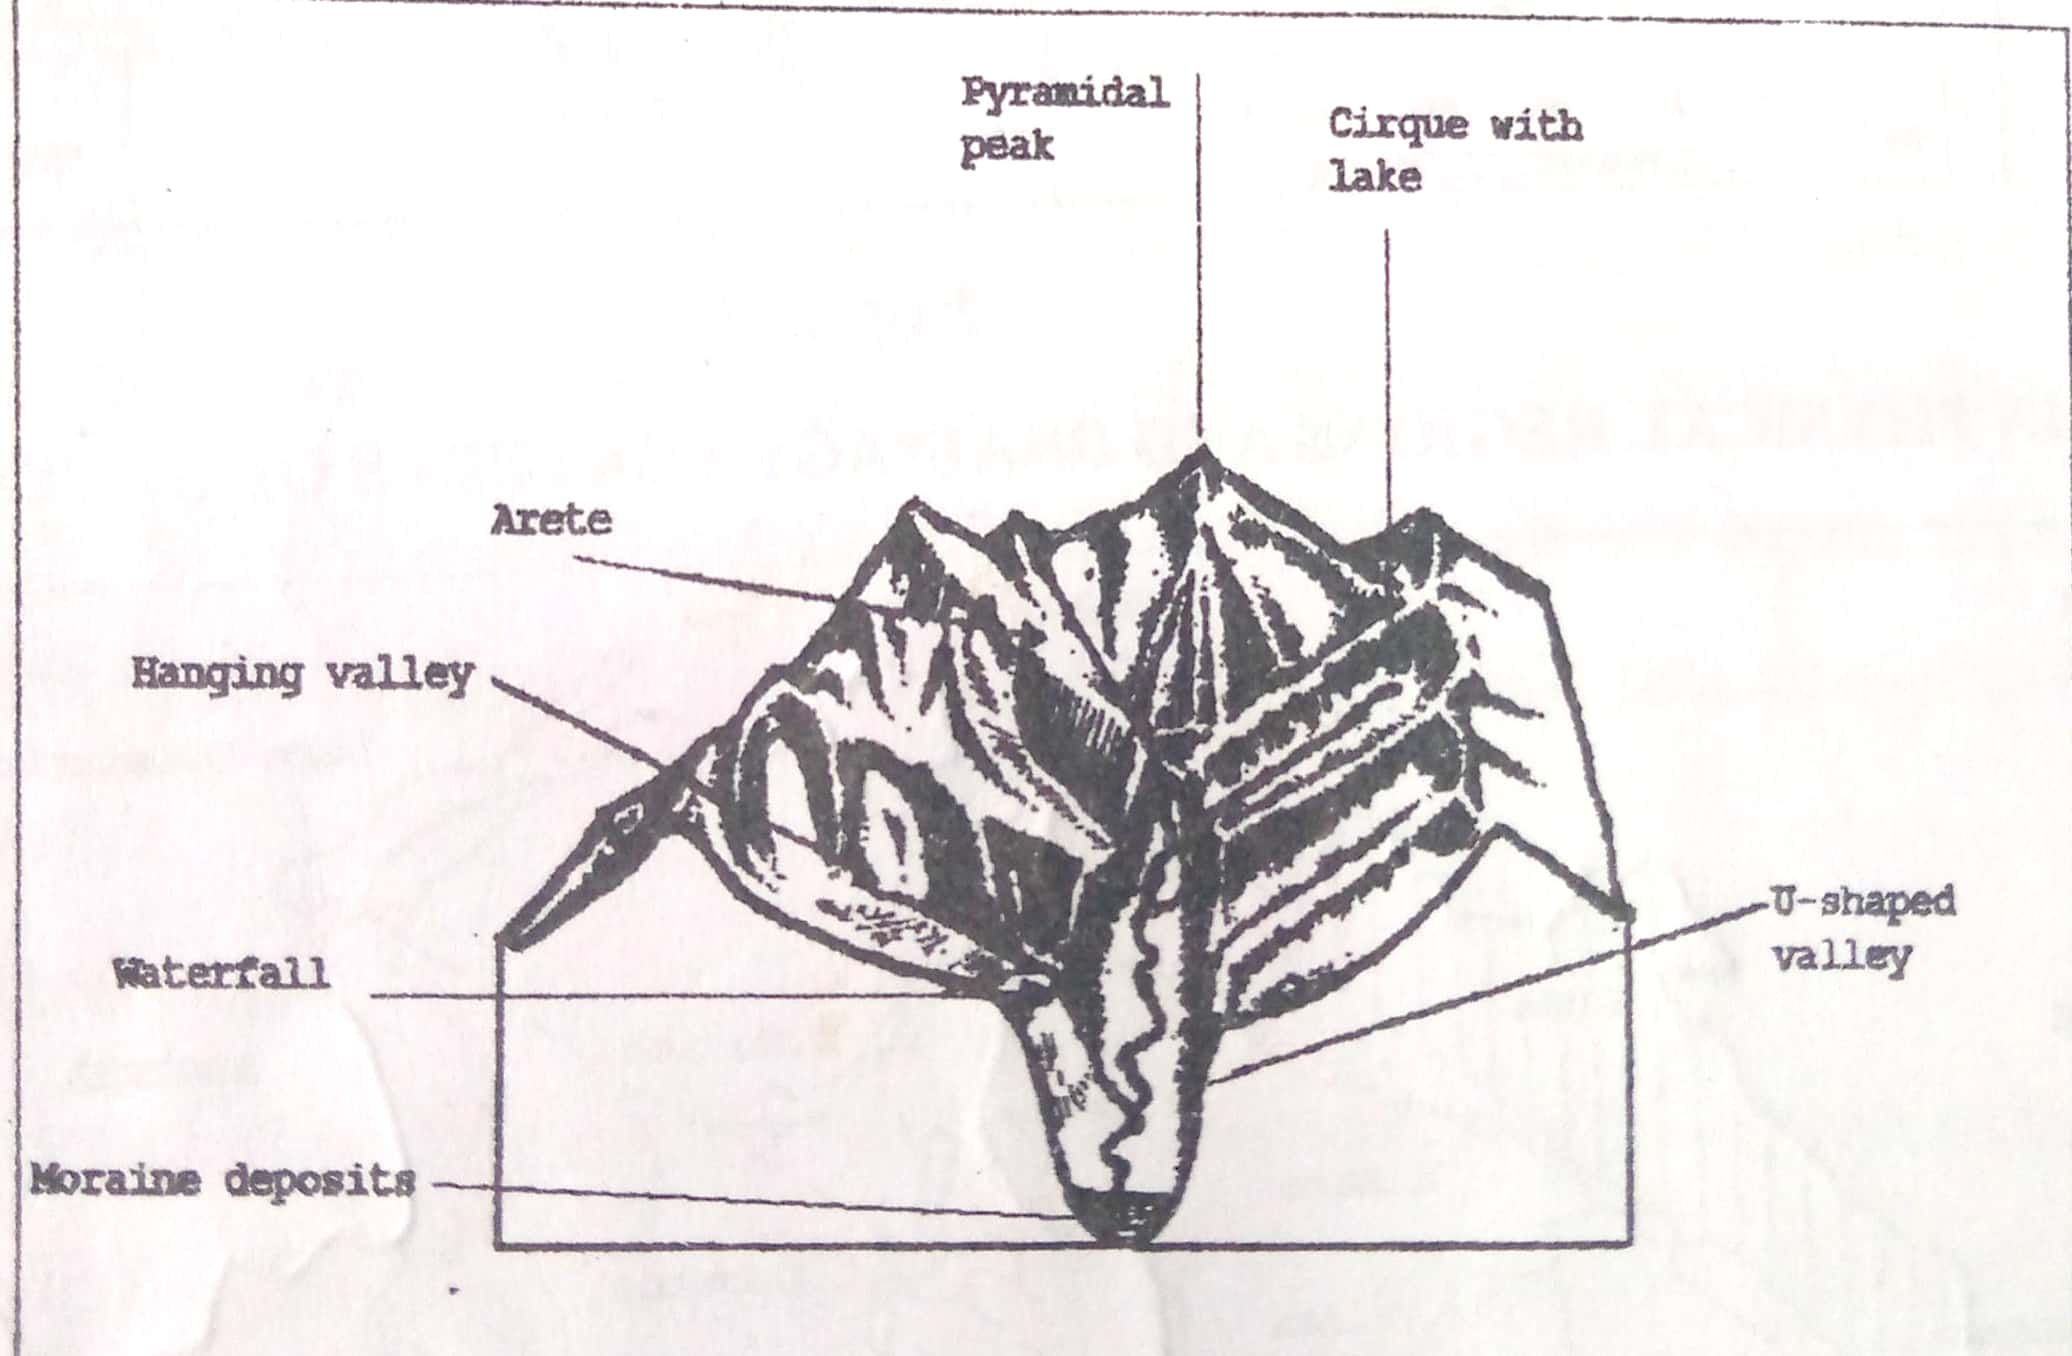 Pyramidal
peak
Cirque with
lake
Arete
Hanging valley
U-shaped
valley
Waterfall
Moraine deposits